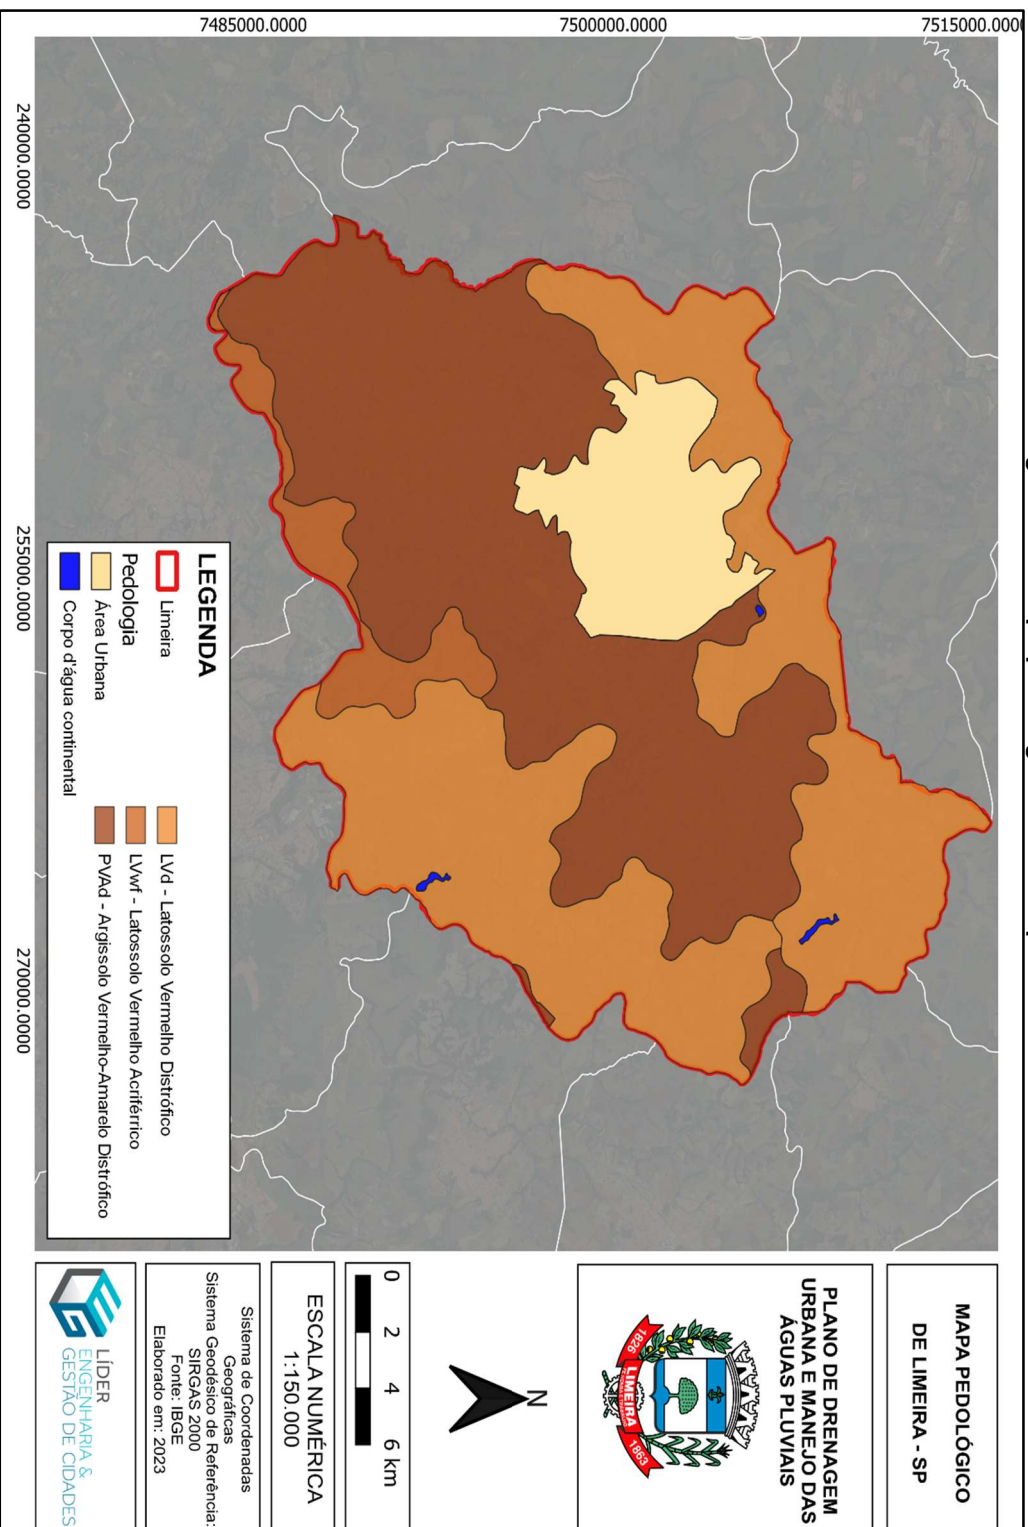 MAPA PEDOLÓGICO
DE LIMEIRA - SP
PLANO DE DRENAGEM
URBANA E MANEJO DAS
ÁGUAS PLUVIAIS
1826
LIMEIRA
1863
N
0 2 4 6 km
ESCALA NUMÉRICA
1:150.000
Sistema de Coordenadas
Geográficas
Sistema Geodésico de Referência:
SIRGAS 2000
Fonte: IBGE
Elaborado em: 2023
LÍDER
ENGENHARIA &
GESTÃO DE CIDADES
7515000.0000
7500000.0000
7485000.0000
240000.0000
255000.0000
270000.0000
LEGENDA
Limeira
Pedologia
Área Urbana
Corpo d'água continental
LVd - Latossolo Vermelho Distrófico
LVwf - Latossolo Vermelho Acriférrico
PVAd - Argissolo Vermelho-Amarelo Distrófico